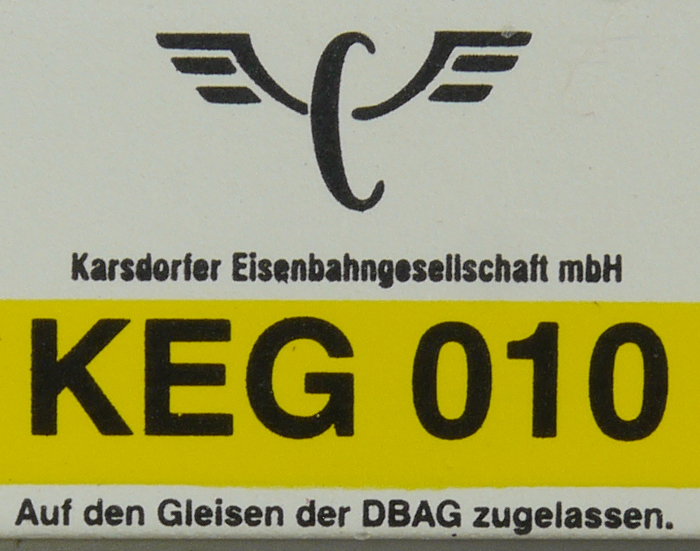 Karsdorfer Eisenbahngesellschaft mbH
KEG 010
Auf den Gleisen der DBAG zugelassen.